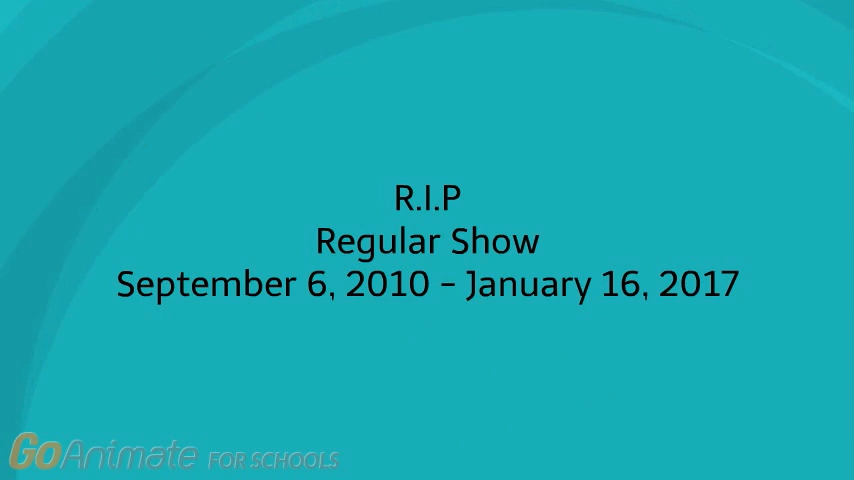 R.I.P
Regular Show
September 6, 2010 - January 16, 2017
GoAnimate FOR SCHOOLS